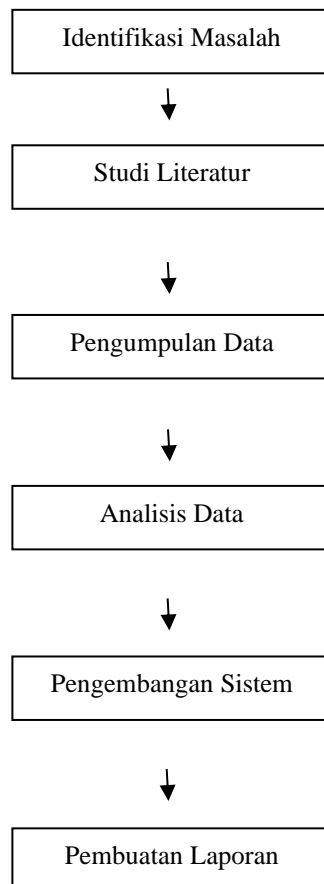 Identifikasi Masalah
Studi Literatur
Pengumpulan Data
Analisis Data
Pengembangan Sistem
Pembuatan Laporan